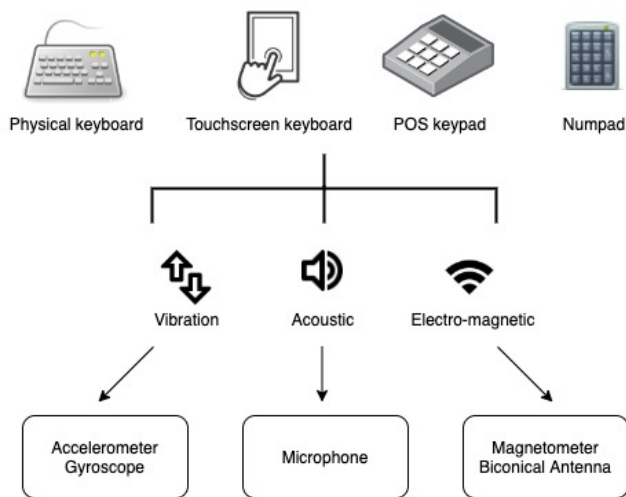 Physical keyboard
Touchscreen keyboard
POS keypad
Numpad
Vibration
Acoustic
Electro-magnetic
Accelerometer
Gyroscope
Microphone
Magnetometer
Biconical Antenna